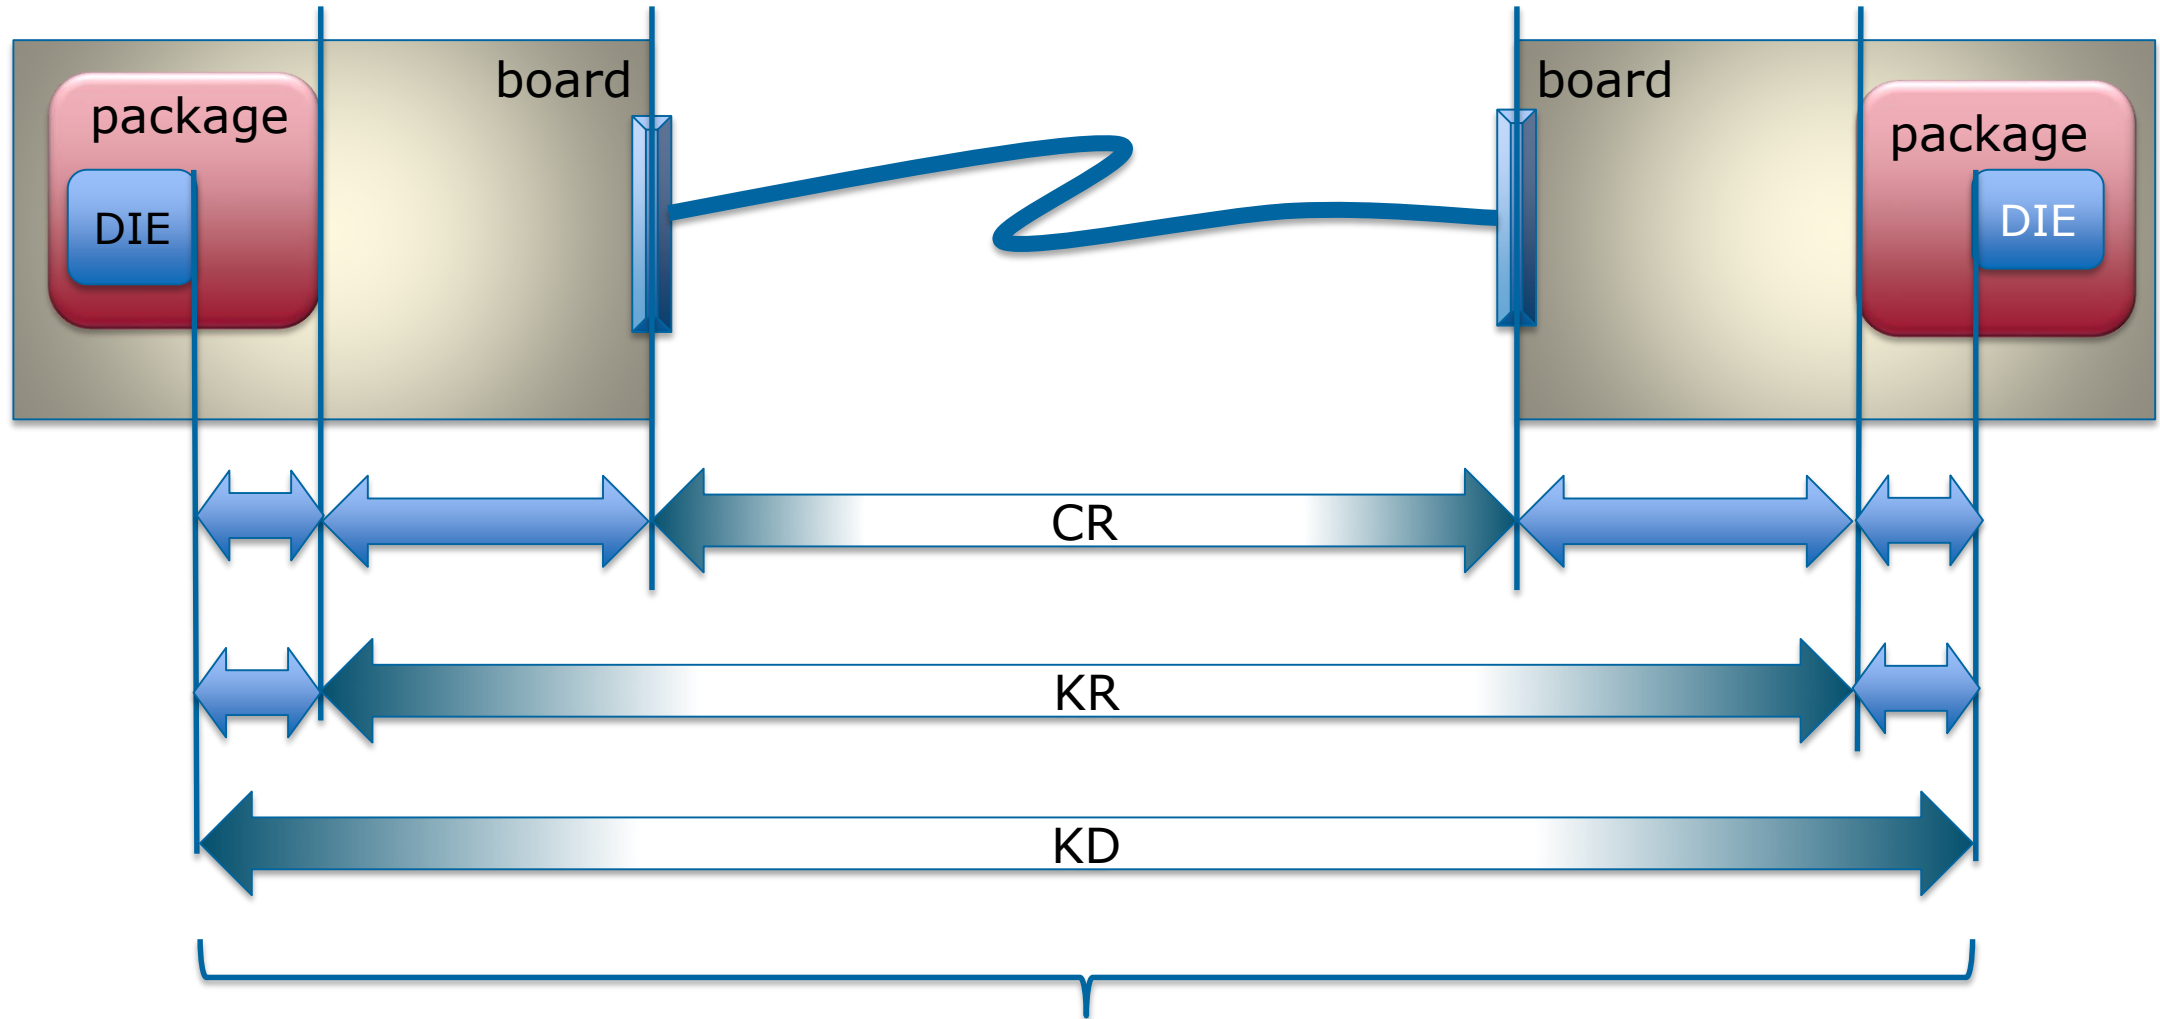 board
board
package
package
DIE
DIE
CR
KR
KD